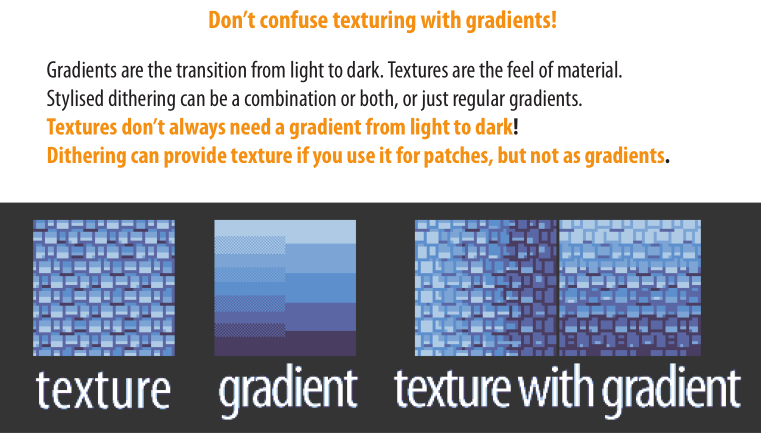 Don't confuse texturing with gradients!
Gradients are the transition from light to dark. Textures are the feel of material.
Stylised dithering can be a combination or both, or just regular gradients.
Textures don't always need a gradient from light to dark!
Dithering can provide texture if you use it for patches, but not as gradients.
texture gradient texture with gradient